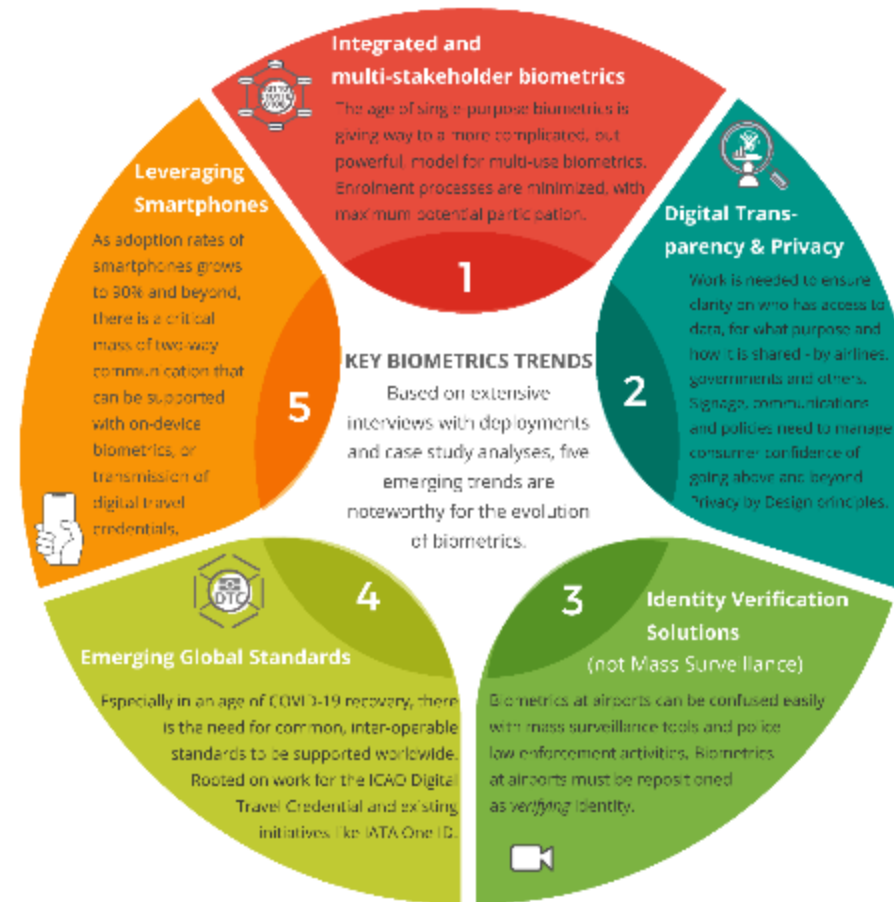 Integrated and
multi-stakeholder biometrics
The age of single-purpose biometrics is
giving way to a more complicated, but
powerful, model for multi-use biometrics.
Enrolment processes are minimized, with
maximum potential participation.
1
Digital Trans-
parency & Privacy
Work is needed to ensure
clarity on who has access to
data, for what purpose and
how it is shared - by airlines,
governments and others.
Signage, communications
and policies need to manage
consumer confidence of
going above and beyond
Privacy by Design principles.
2
3
Identity Verification
Solutions
(not Mass Surveillance)
Biometrics at airports can be confused easily
with mass surveillance tools and police
law enforcement activities. Biometrics
at airports must be repositioned
as verifying identity.
4
DTC
Emerging Global Standards
Especially in an age of COVID-19 recovery, there
is the need for common, inter-operable
standards to be supported worldwide.
Rooted on work for the ICAO Digital
Travel Credential and existing
initiatives like IATA One ID.
Leveraging
Smartphones
As adoption rates of
smartphones grows
to 90% and beyond,
there is a critical
mass of two-way
communication that
can be supported
with on-device
biometrics, or
transmission of
digital travel
credentials.
5
KEY BIOMETRICS TRENDS
Based on extensive
interviews with deployments
and case study analyses, five
emerging trends are
noteworthy for the evolution
of biometrics.